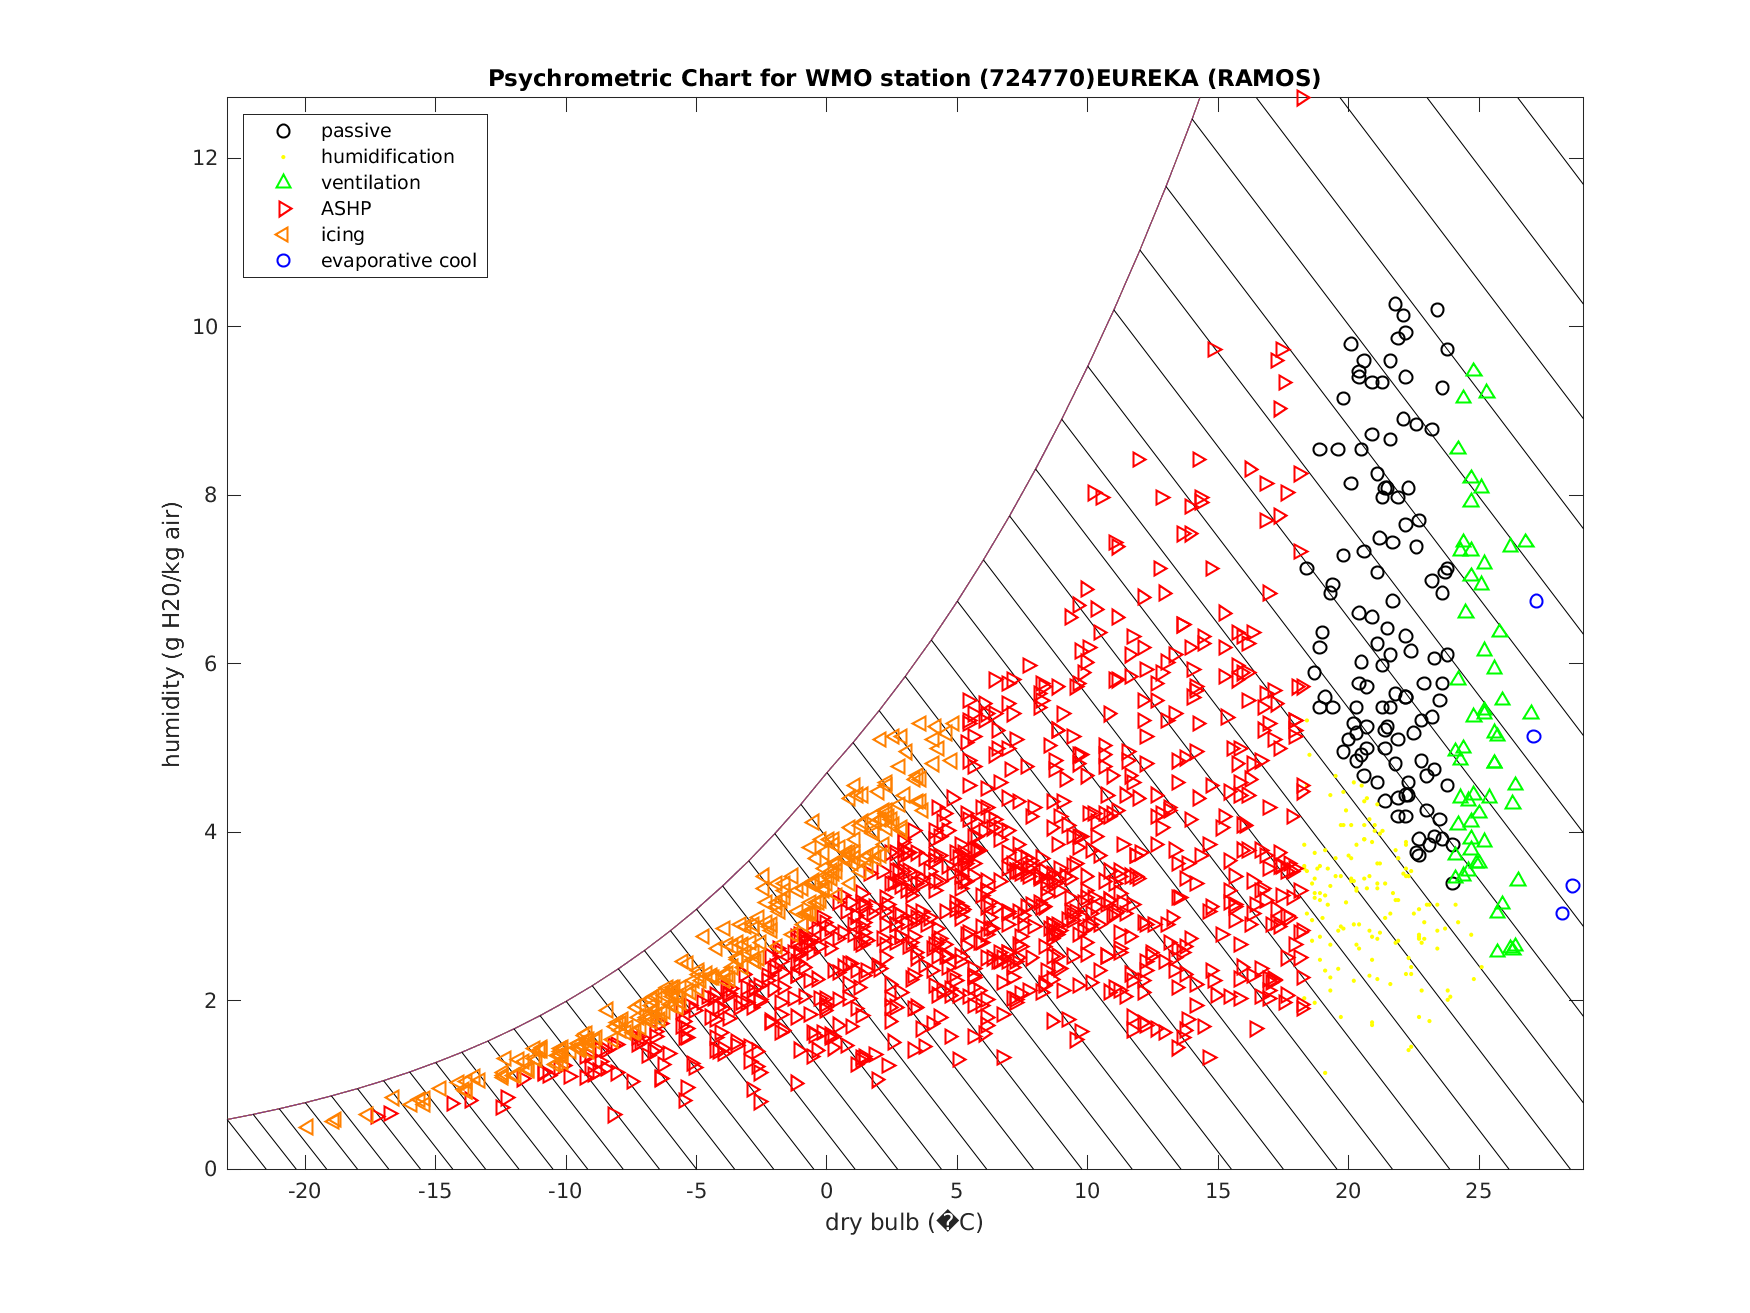 Psychrometric Chart for WMO station (724770)EUREKA (RAMOS)
passive
humidification
ventilation
ASHP
icing
evaporative cool
humidity (g H20/kg air)
12
10
8
6
4
2
0
-20 -15 -10 -5 0 5 10 15 20 25
dry bulb (�C)